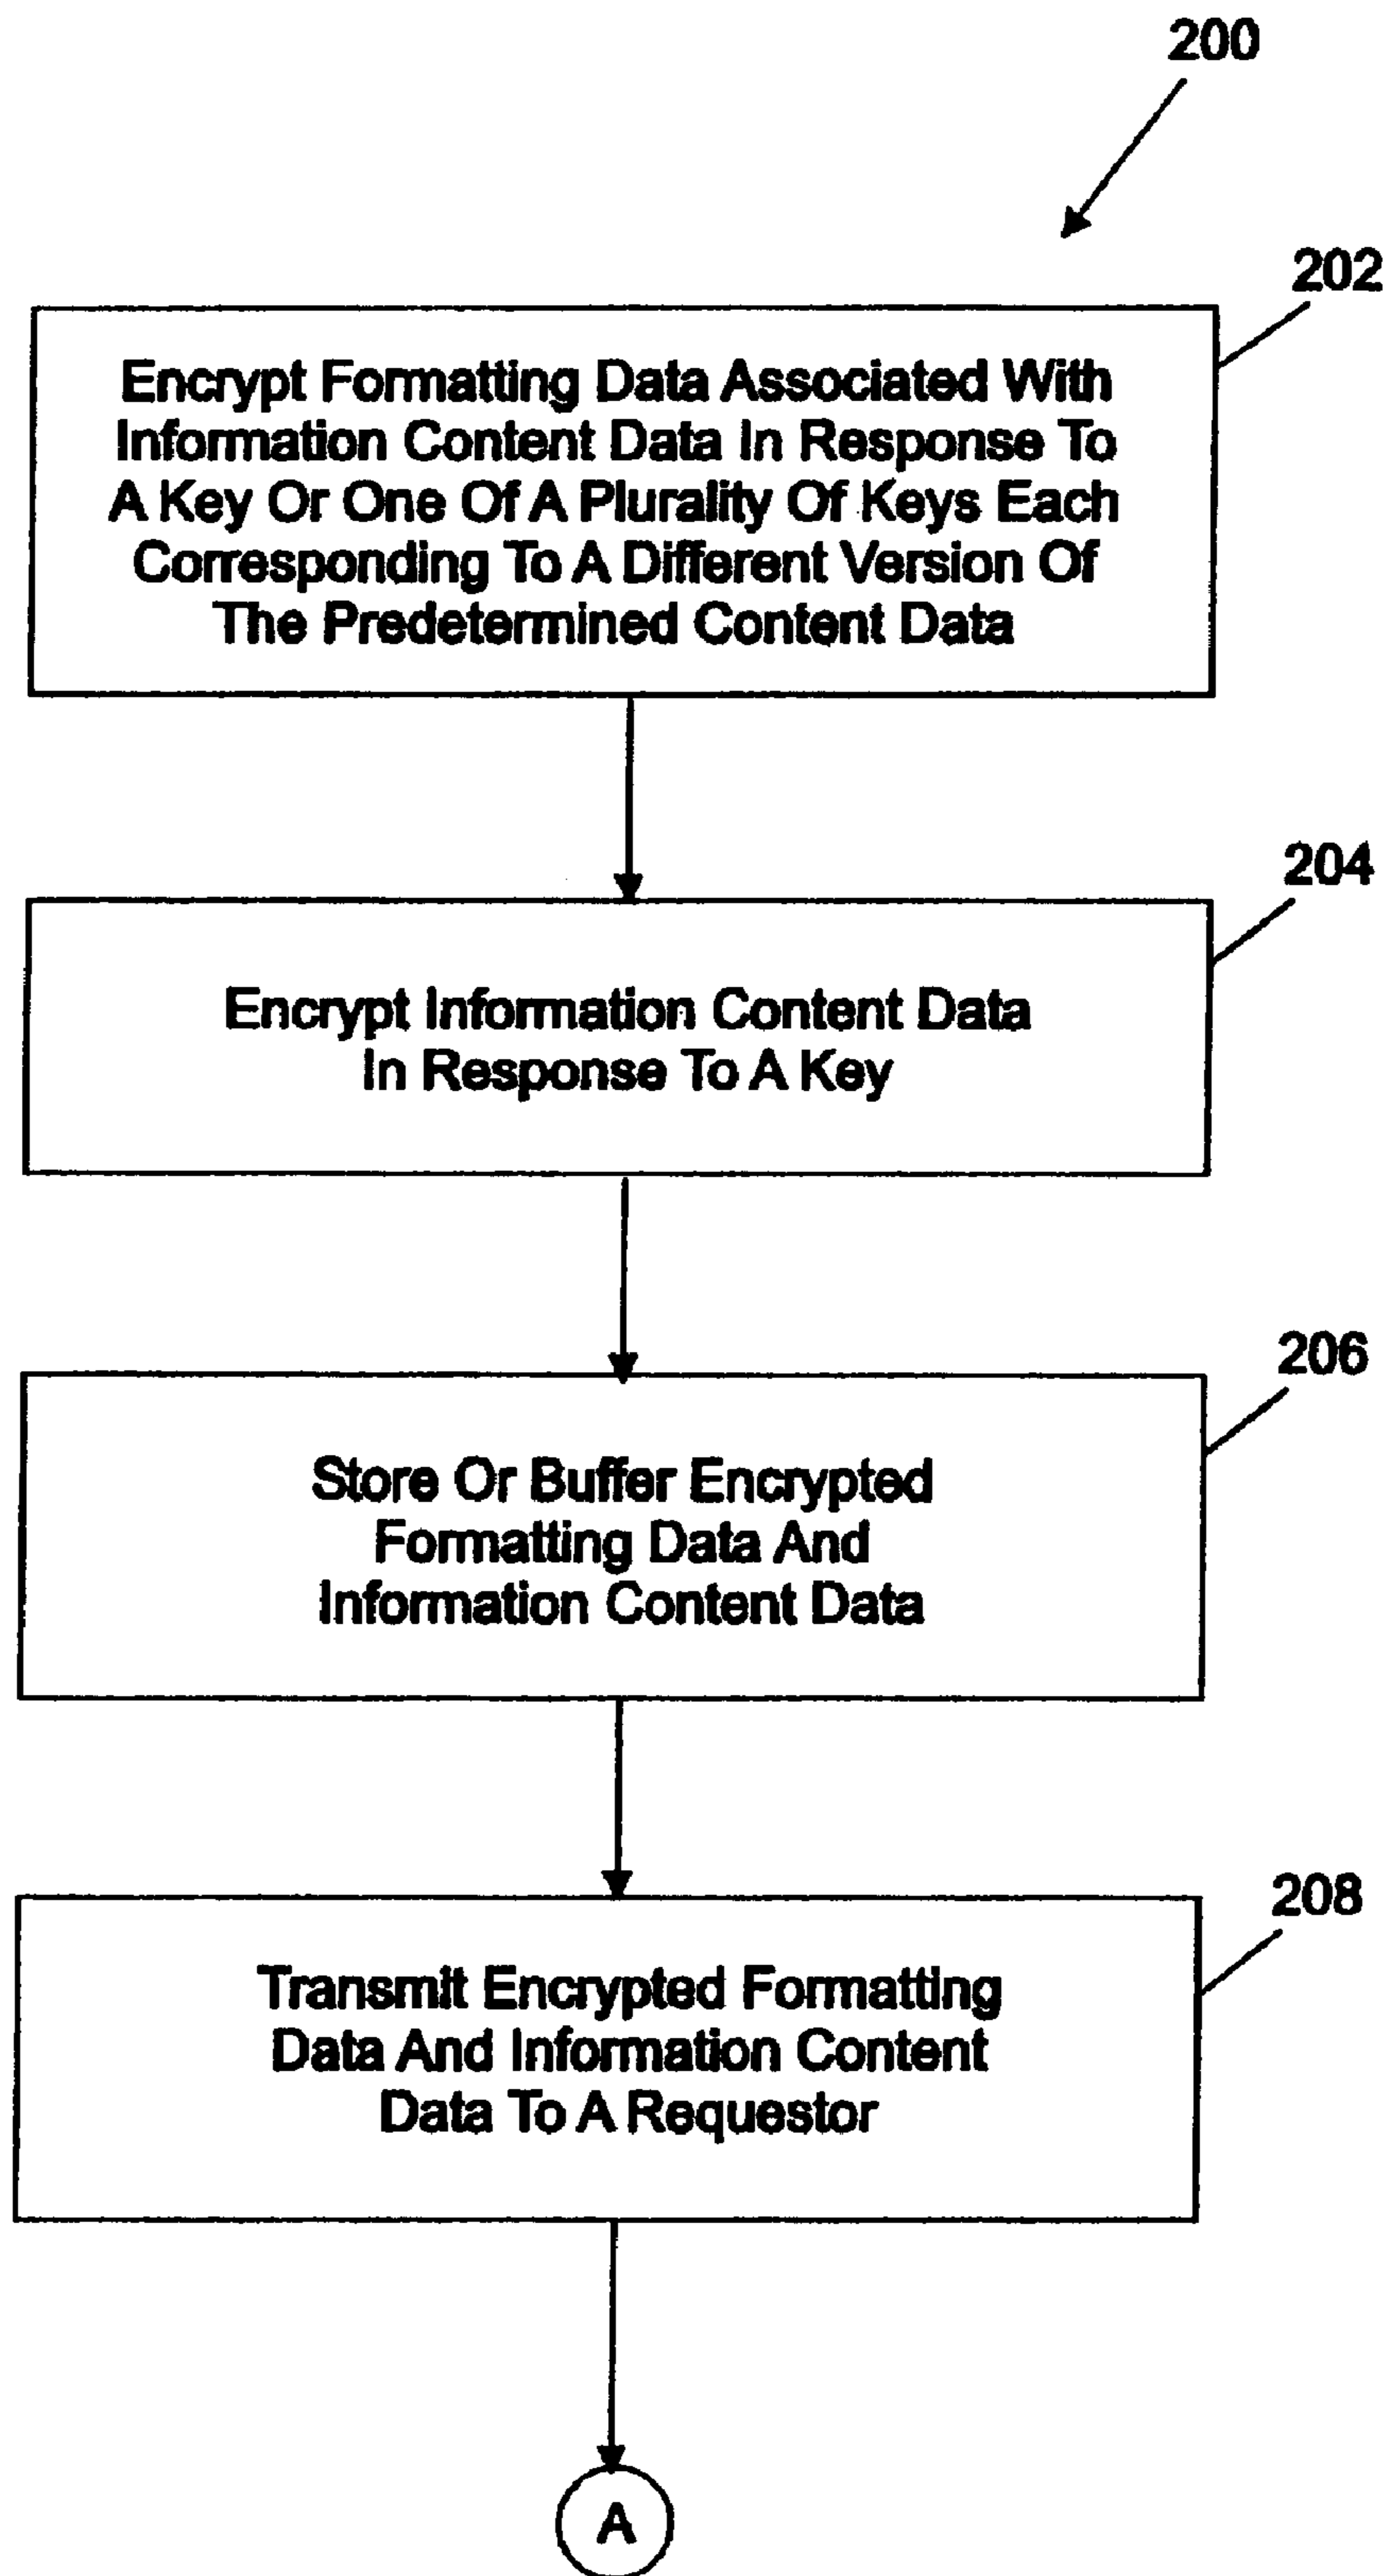 200
202
Encrypt Formatting Data Associated With
Information Content Data In Response To
A Key Or One Of A Plurality Of Keys Each
Corresponding To A Different Version Of
The Predetermined Content Data
204
Encrypt Information Content Data
In Response To A Key
206
Store Or Buffer Encrypted
Formatting Data And
Information Content Data
208
Transmit Encrypted Formatting
Data And Information Content
Data To A Requestor
A